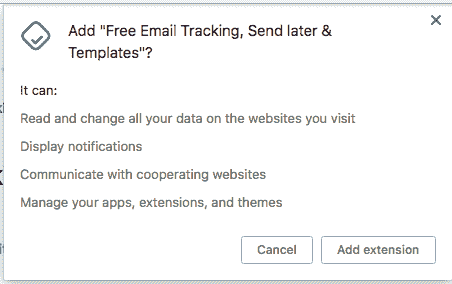 Add "Free Email Tracking, Send later &
Templates"?
It can:
Read and change all your data on the websites you visit
Display notifications
Communicate with cooperating websites
Manage your apps, extensions, and themes
Cancel
Add extension